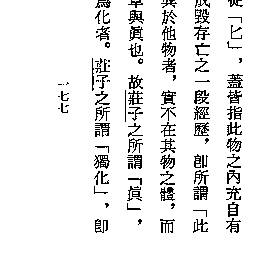 從「匕」，蓋皆指此物之內充自有
成毀存亡之一段經歷，卽所謂「此
異於他物者，實不在其物之體，而
章與眞也。故莊子之所謂「眞」，
爲化者。莊子之所謂「獨化」，卽
一七七